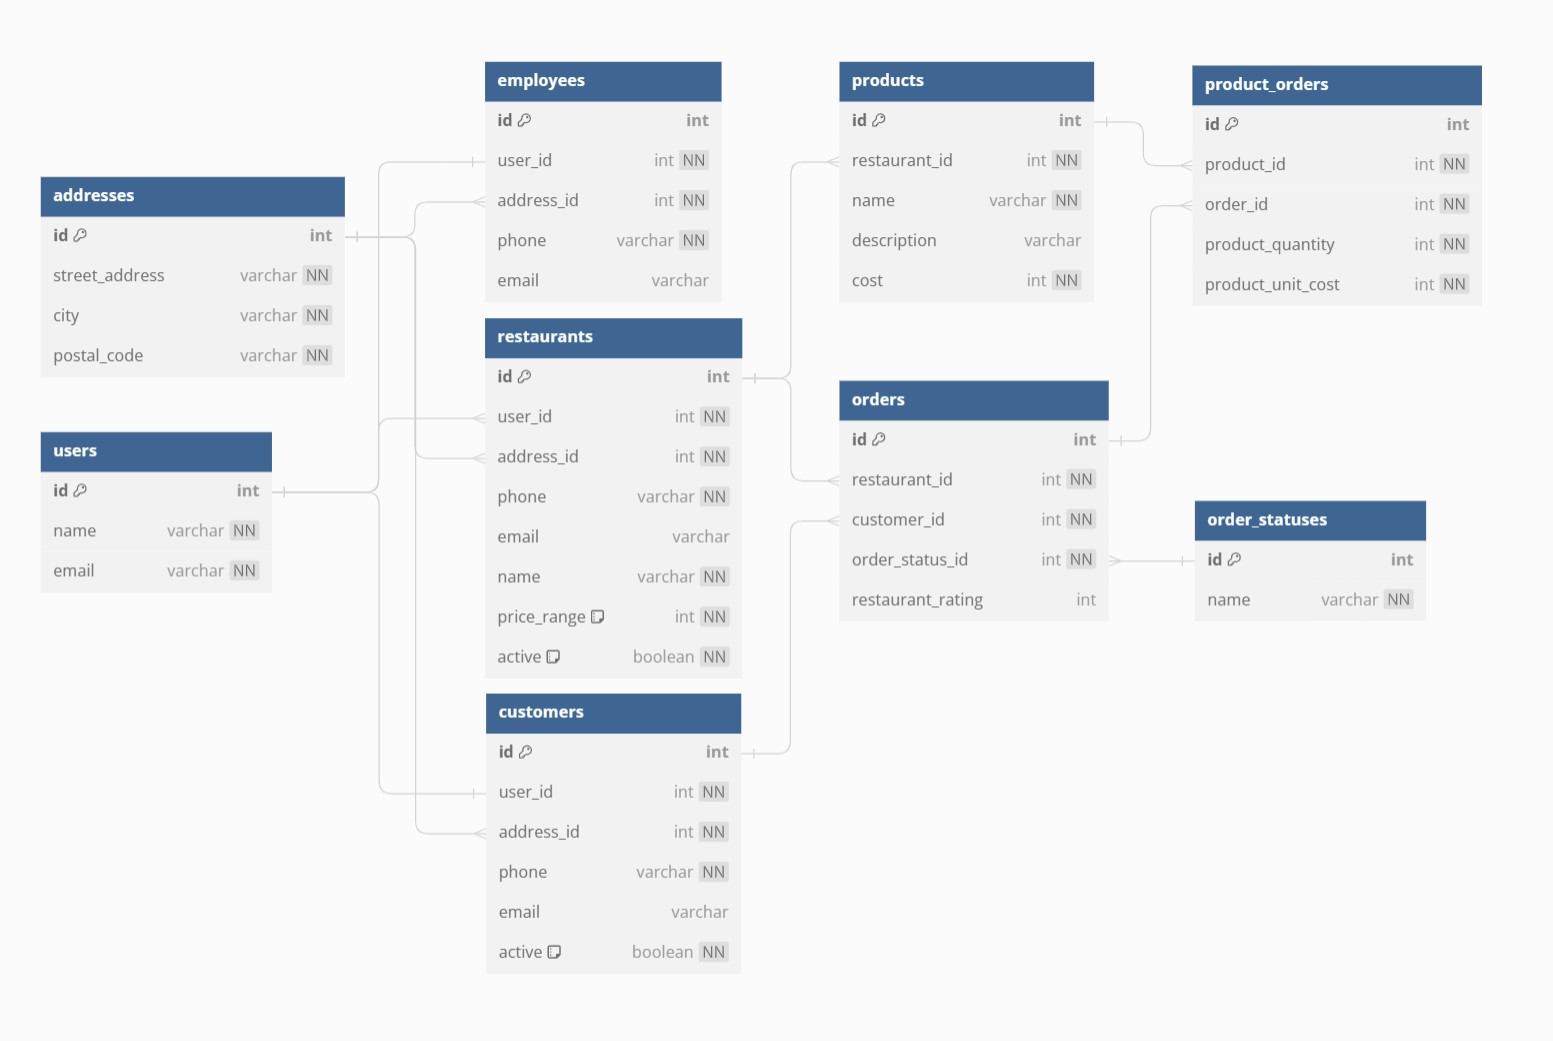 addresses
id int
street_address varchar NN
city varchar NN
postal_code varchar NN
users
id int
name varchar NN
email varchar NN
employees
id int
user_id int NN
address_id int NN
phone varchar NN
email varchar
restaurants
id int
user_id int NN
address_id int NN
phone varchar NN
email varchar
name varchar NN
price_range int NN
active boolean NN
customers
id int
user_id int NN
address_id int NN
phone varchar NN
email varchar
active boolean NN
products
id int
restaurant_id int NN
name varchar NN
description varchar
cost int NN
orders
id int
restaurant_id int NN
customer_id int NN
order_status_id int NN
restaurant_rating int
product_orders
id int
product_id int NN
order_id int NN
product_quantity int NN
product_unit_cost int NN
order_statuses
id int
name varchar NN